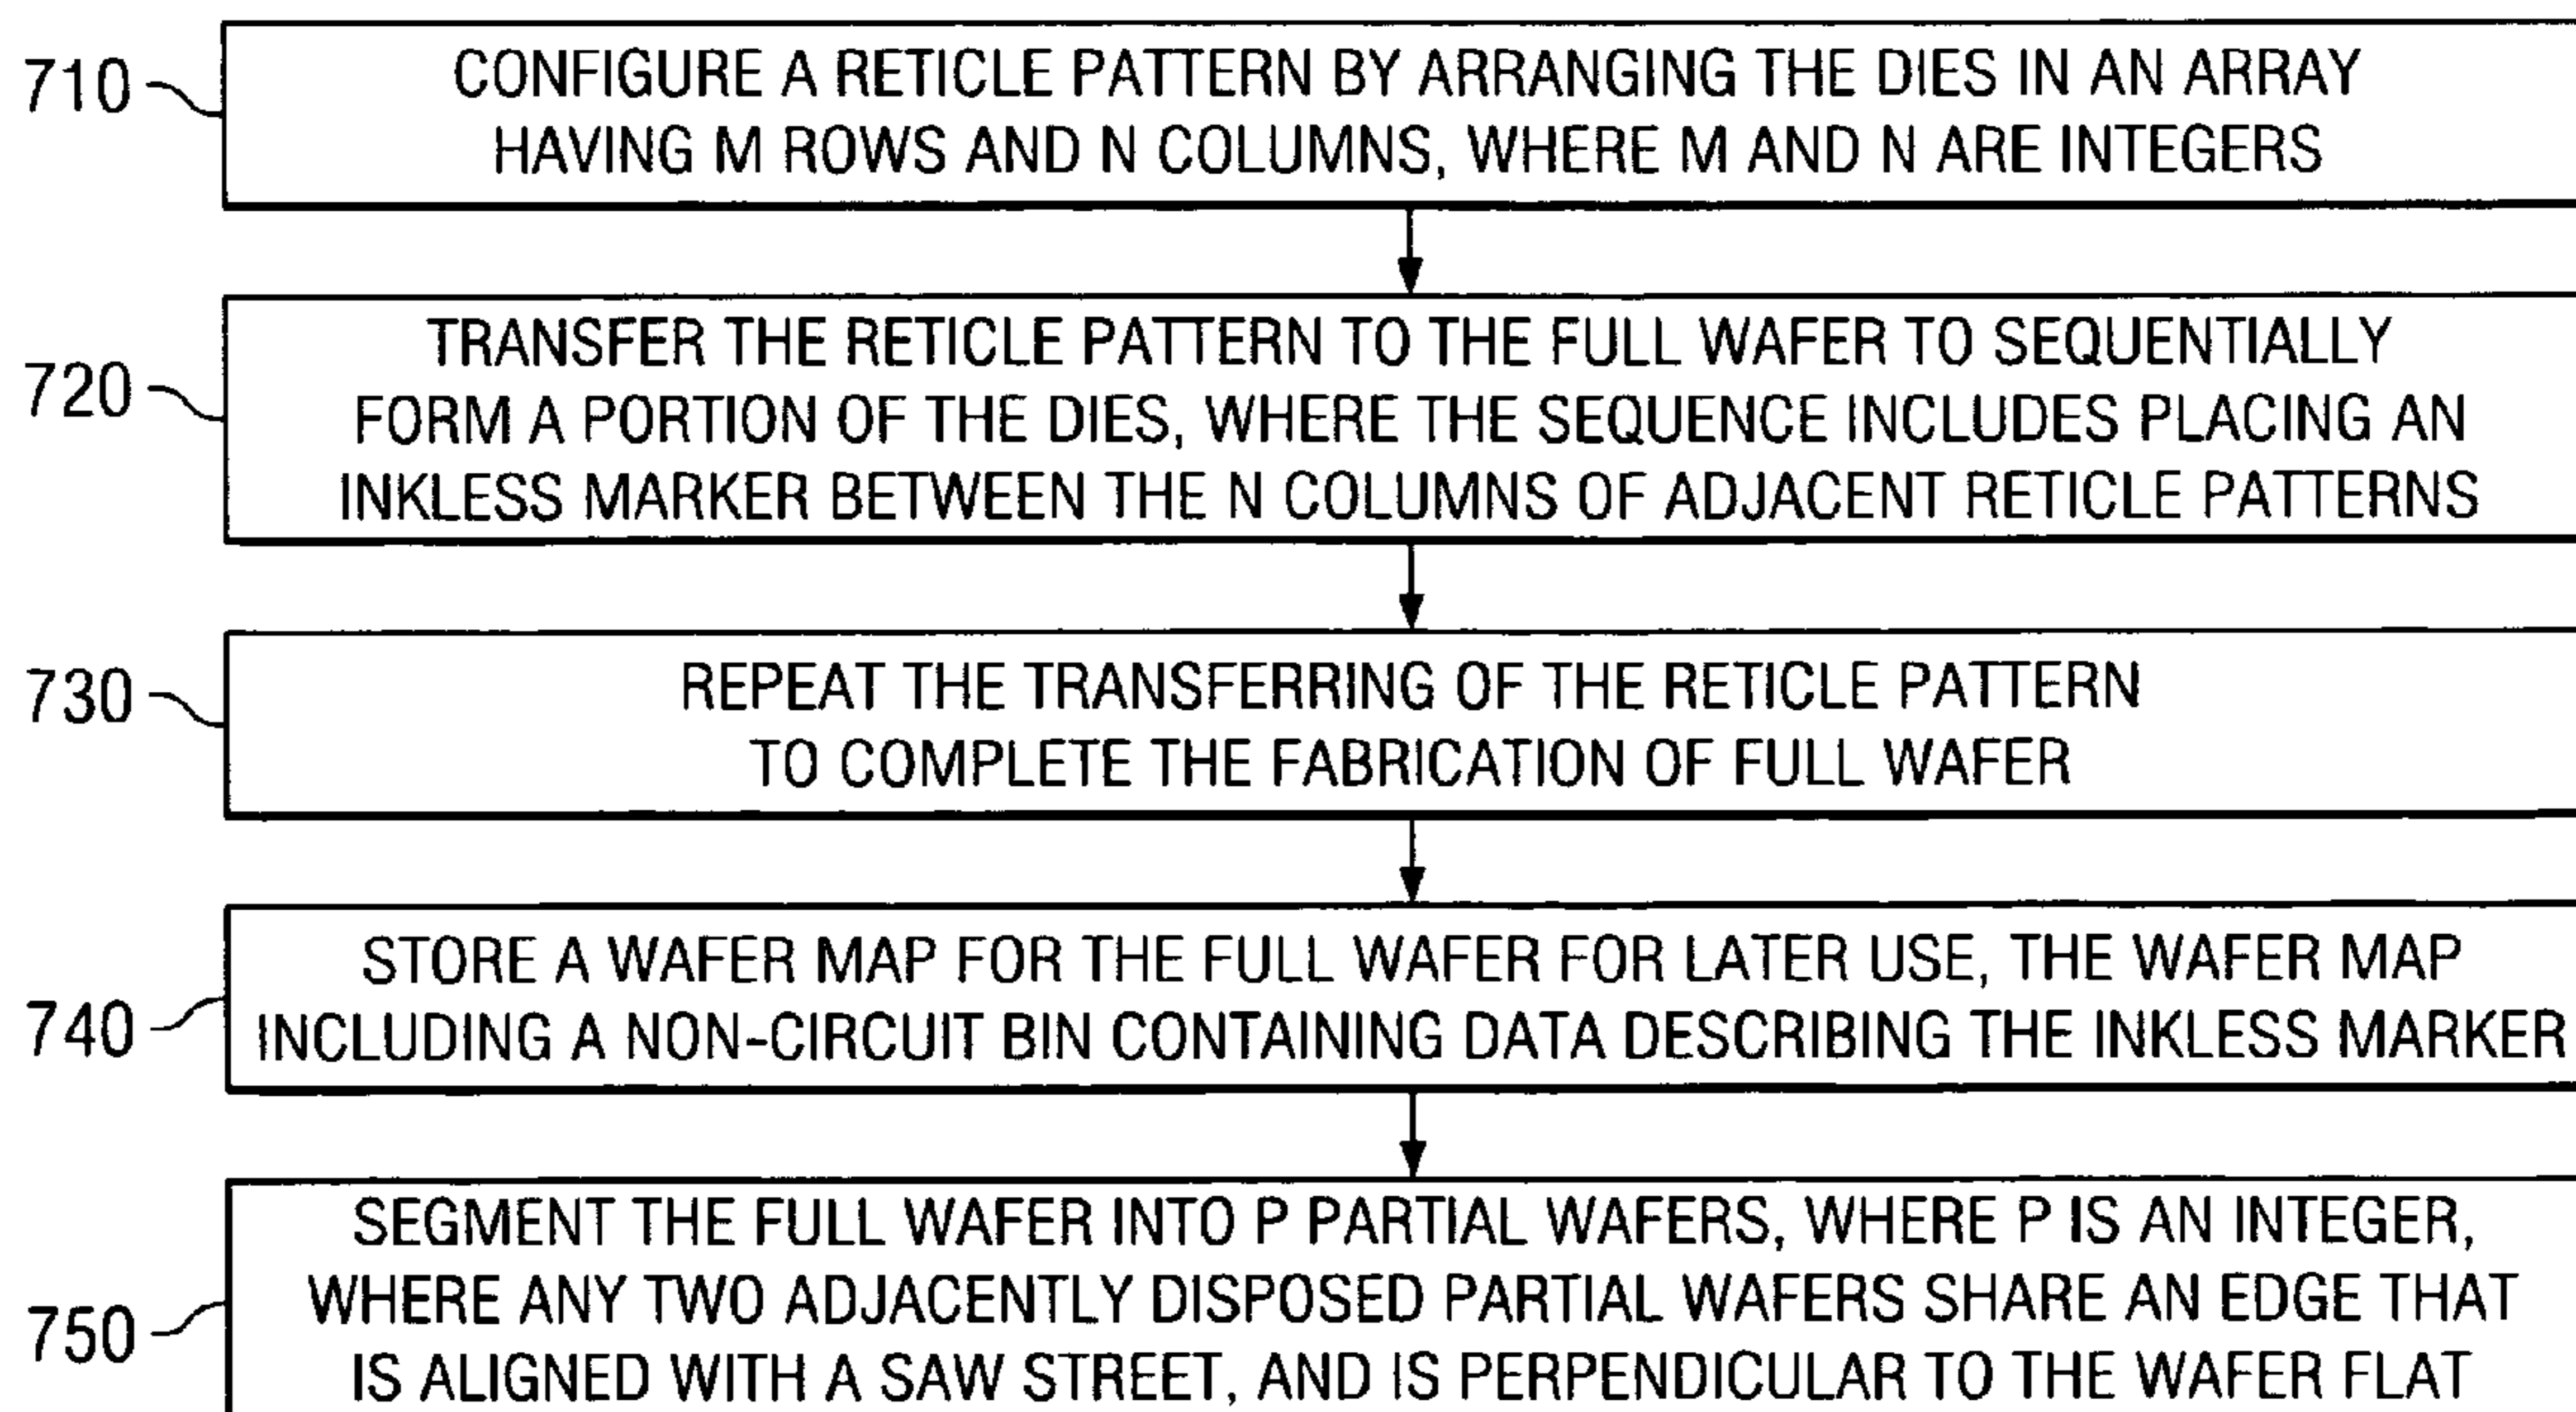 710
CONFIGURE A RETICLE PATTERN BY ARRANGING THE DIES IN AN ARRAY
HAVING M ROWS AND N COLUMNS, WHERE M AND N ARE INTEGERS
720
TRANSFER THE RETICLE PATTERN TO THE FULL WAFER TO SEQUENTIALLY
FORM A PORTION OF THE DIES, WHERE THE SEQUENCE INCLUDES PLACING AN
INKLESS MARKER BETWEEN THE N COLUMNS OF ADJACENT RETICLE PATTERNS
730
REPEAT THE TRANSFERRING OF THE RETICLE PATTERN
TO COMPLETE THE FABRICATION OF FULL WAFER
740
STORE A WAFER MAP FOR THE FULL WAFER FOR LATER USE, THE WAFER MAP
INCLUDING A NON-CIRCUIT BIN CONTAINING DATA DESCRIBING THE INKLESS MARKER
750
SEGMENT THE FULL WAFER INTO P PARTIAL WAFERS, WHERE P IS AN INTEGER,
WHERE ANY TWO ADJACENTLY DISPOSED PARTIAL WAFERS SHARE AN EDGE THAT
IS ALIGNED WITH A SAW STREET, AND IS PERPENDICULAR TO THE WAFER FLAT